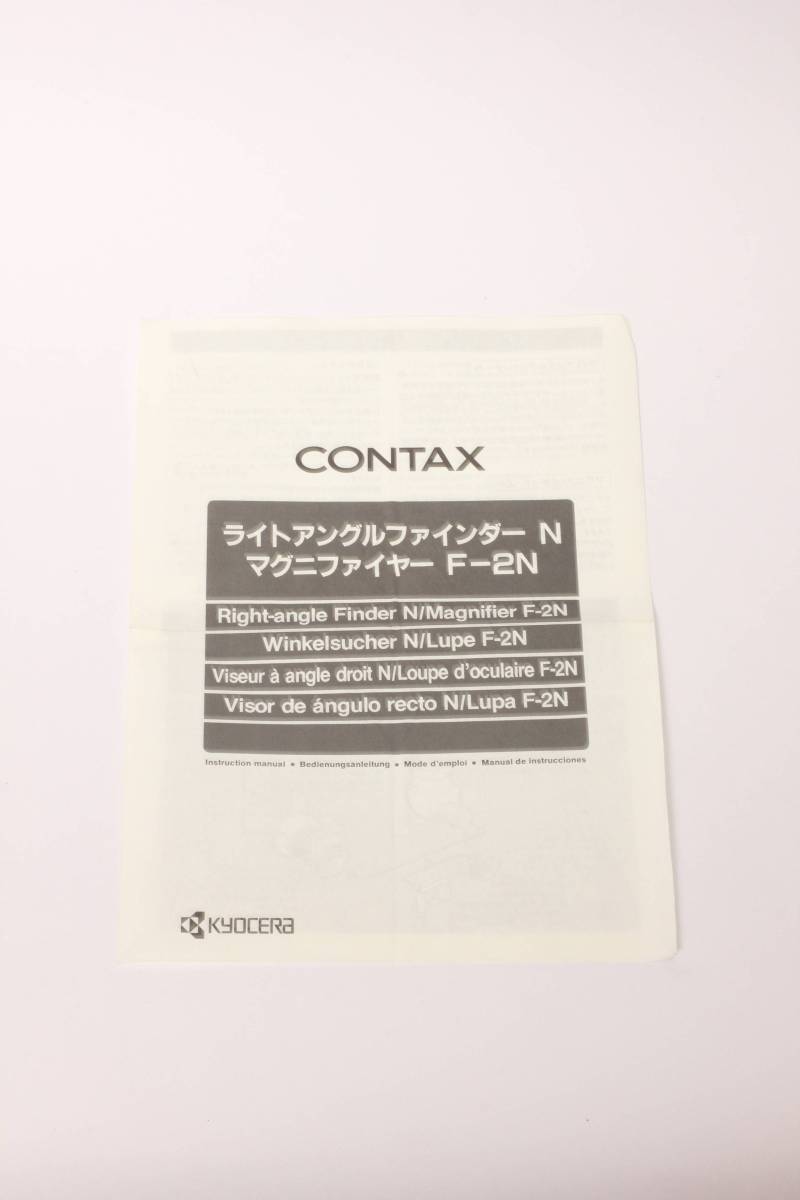 CONTAX
ライトアングルファインダー N
マグニファイヤー F-2N
Right-angle Finder N/Magnifier F-2N
Winkelsucher N/Lupe F-2N
Viseur à angle droit N/Loupe d'oculaire F-2N
Visor de ángulo recto N/Lupa F-2N
Instruction manual ● Bedienungsanleitung ● Mode d'emploi ● Manual de instrucciones
KYOCERA